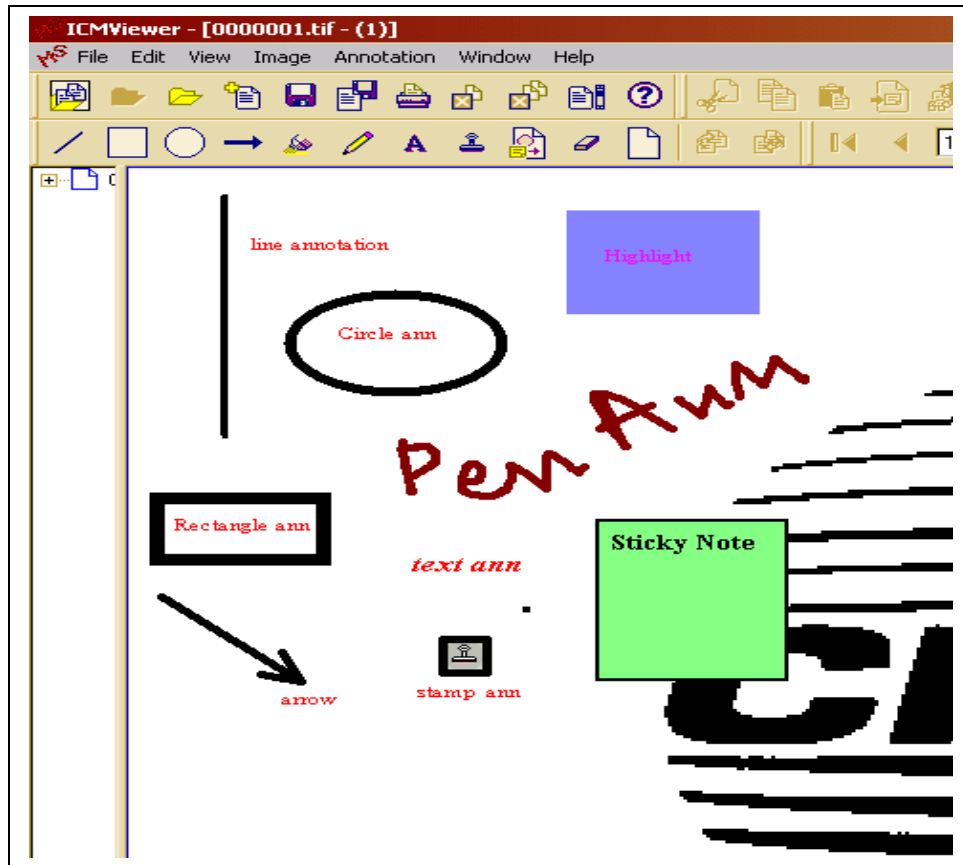 ICMViewer - [0000001.tif - (1)]
File Edit View Image Annotation Window Help
A
1
line annotation
Highlight
Circle ann
Pen Ann
Rectangle ann
text ann
Sticky Note
arrow
stamp ann